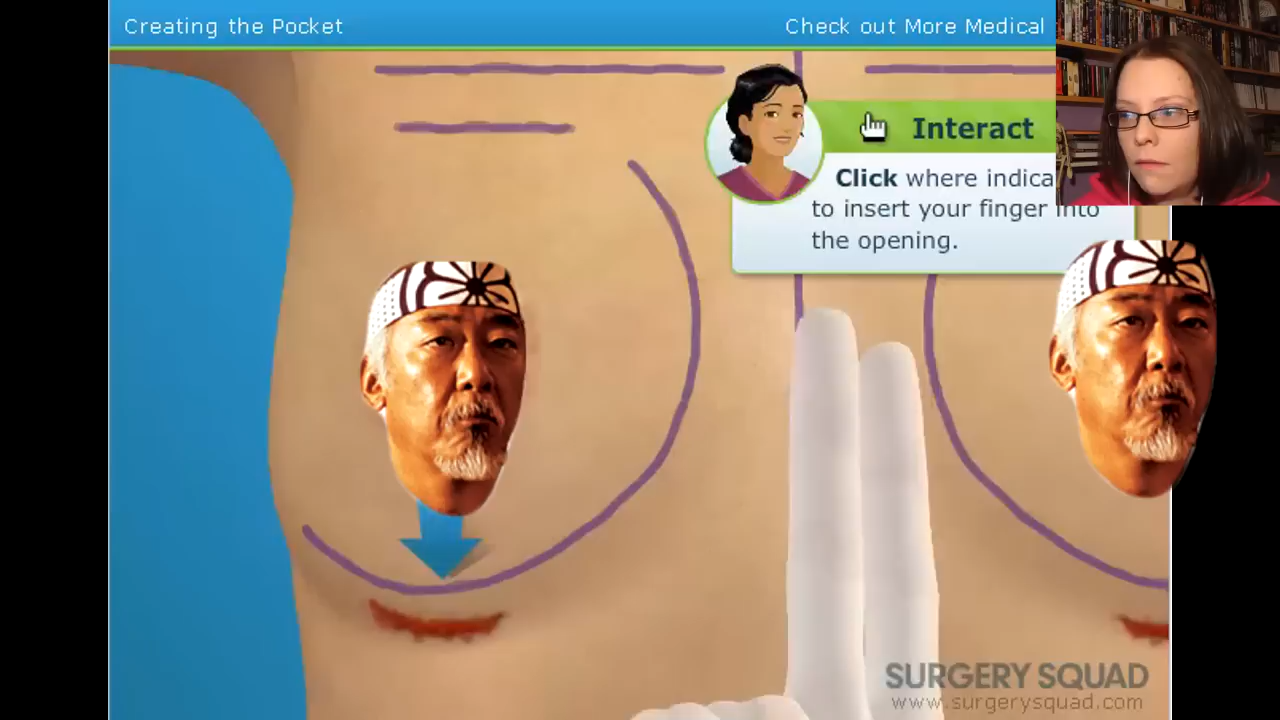 Creating the Pocket
Check out More Medical
Interact
Click where indica
to insert your finger into
the opening.
SURGERY SQUAD
www.surgerysquad.com